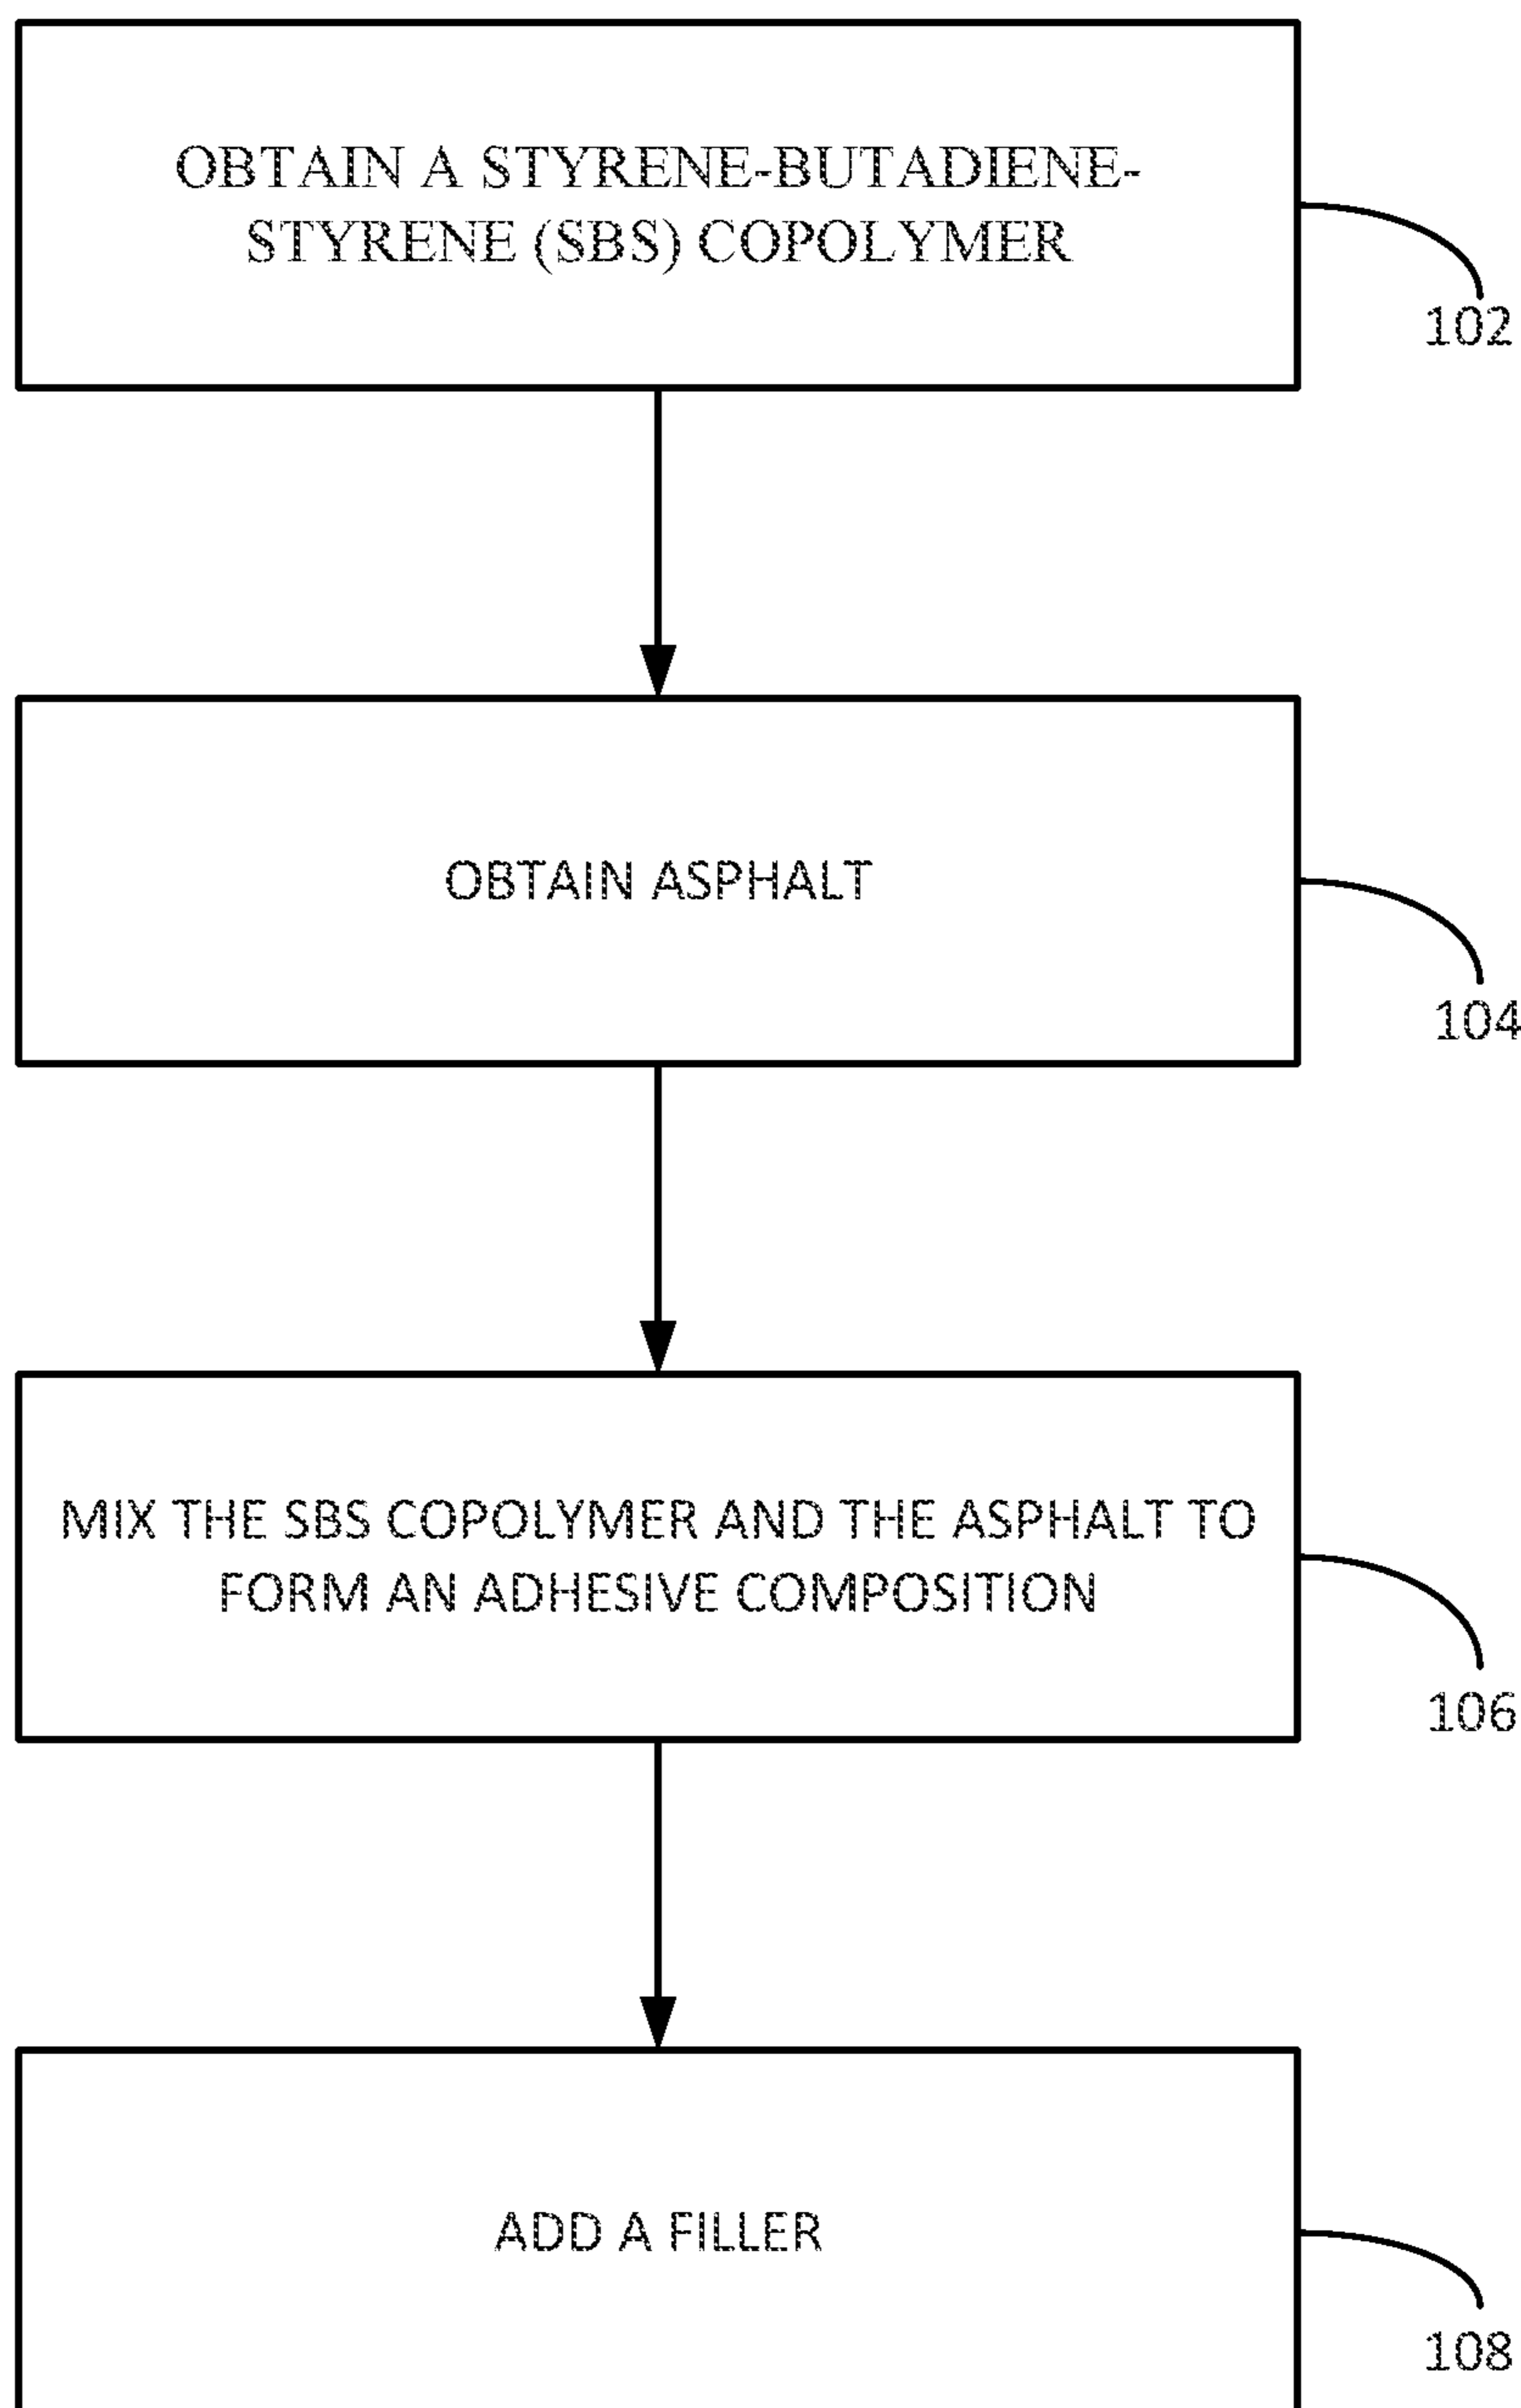 OBTAIN A STYRENE-BUTADIENE-
STYRENE (SBS) COPOLYMER
102
OBTAIN ASPHALT
104
MIX THE SBS COPOLYMER AND THE ASPHALT TO
FORM AN ADHESIVE COMPOSITION
106
ADD A FILLER
108